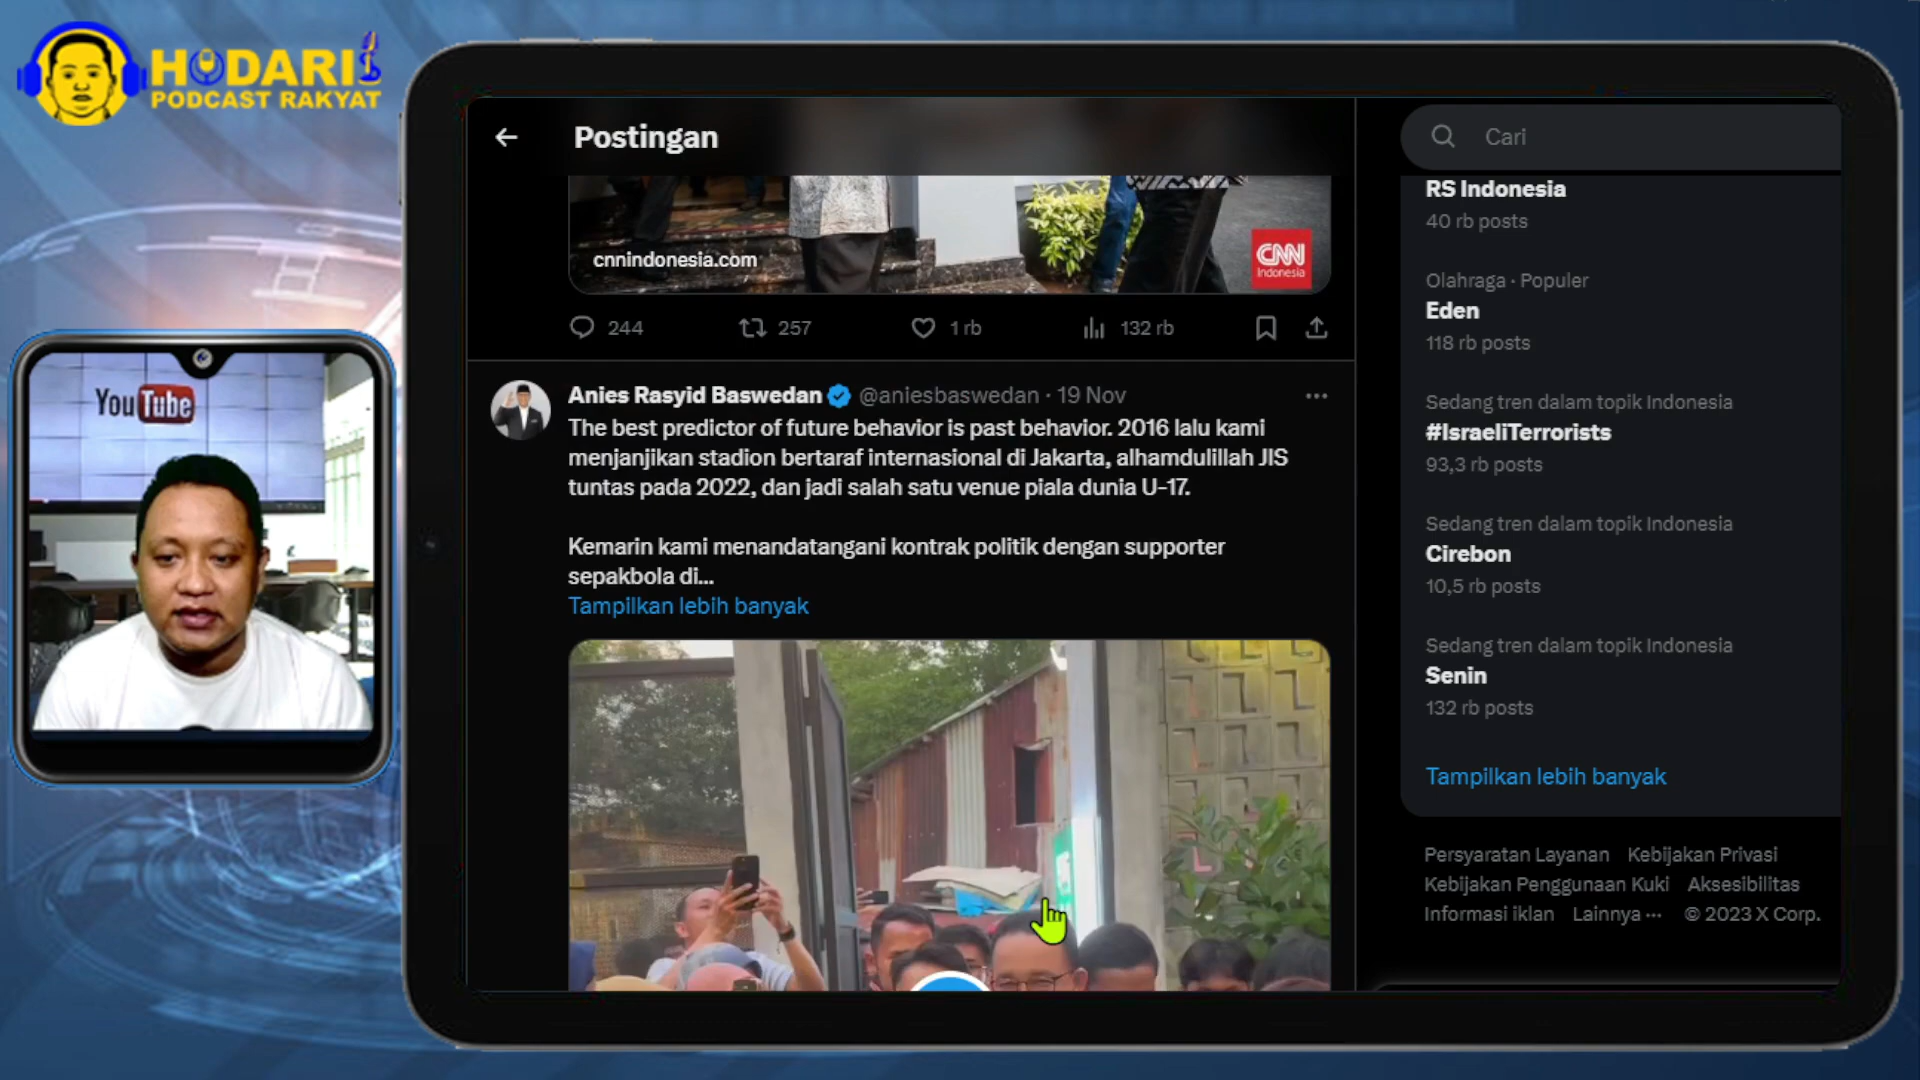 HODARI
PODCAST RAKYAT
YouTube
Postingan
cnnindonesia.com
CNN
Indonesia
244
257
1 rb
132 rb
Anies Rasyid Baswedan @aniesbaswedan · 19 Nov
The best predictor of future behavior is past behavior. 2016 lalu kami
menjanjikan stadion bertaraf internasional di Jakarta, alhamdulillah JIS
tuntas pada 2022, dan jadi salah satu venue piala dunia U-17.
Kemarin kami menandatangani kontrak politik dengan supporter
sepakbola di...
Tampilkan lebih banyak
Cari
RS Indonesia
40 rb posts
Olahraga · Populer
Eden
118 rb posts
Sedang tren dalam topik Indonesia
#IsraeliTerrorists
93,3 rb posts
Sedang tren dalam topik Indonesia
Cirebon
10,5 rb posts
Sedang tren dalam topik Indonesia
Senin
132 rb posts
Tampilkan lebih banyak
Persyaratan Layanan Kebijakan Privasi
Kebijakan Penggunaan Kuki Aksesibilitas
Informasi iklan Lainnya ··· © 2023 X Corp.